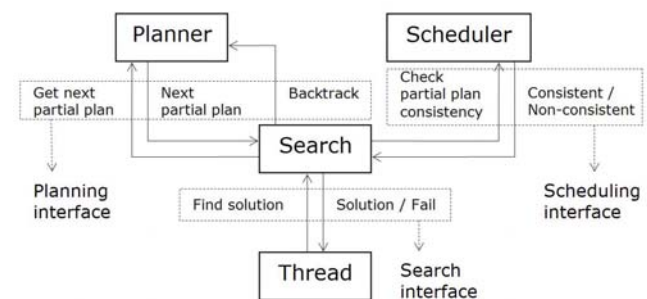 Planner
Scheduler
Get next
partial plan
Next
partial plan
Backtrack
Check
partial plan
consistency
Consistent /
Non-consistent
Search
Planning
interface
Scheduling
interface
Find solution
Solution / Fail
Thread
Search
interface